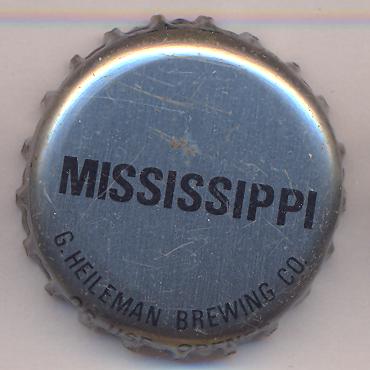 MISSISSIPPI
G. HEILEMAN BREWING CO.